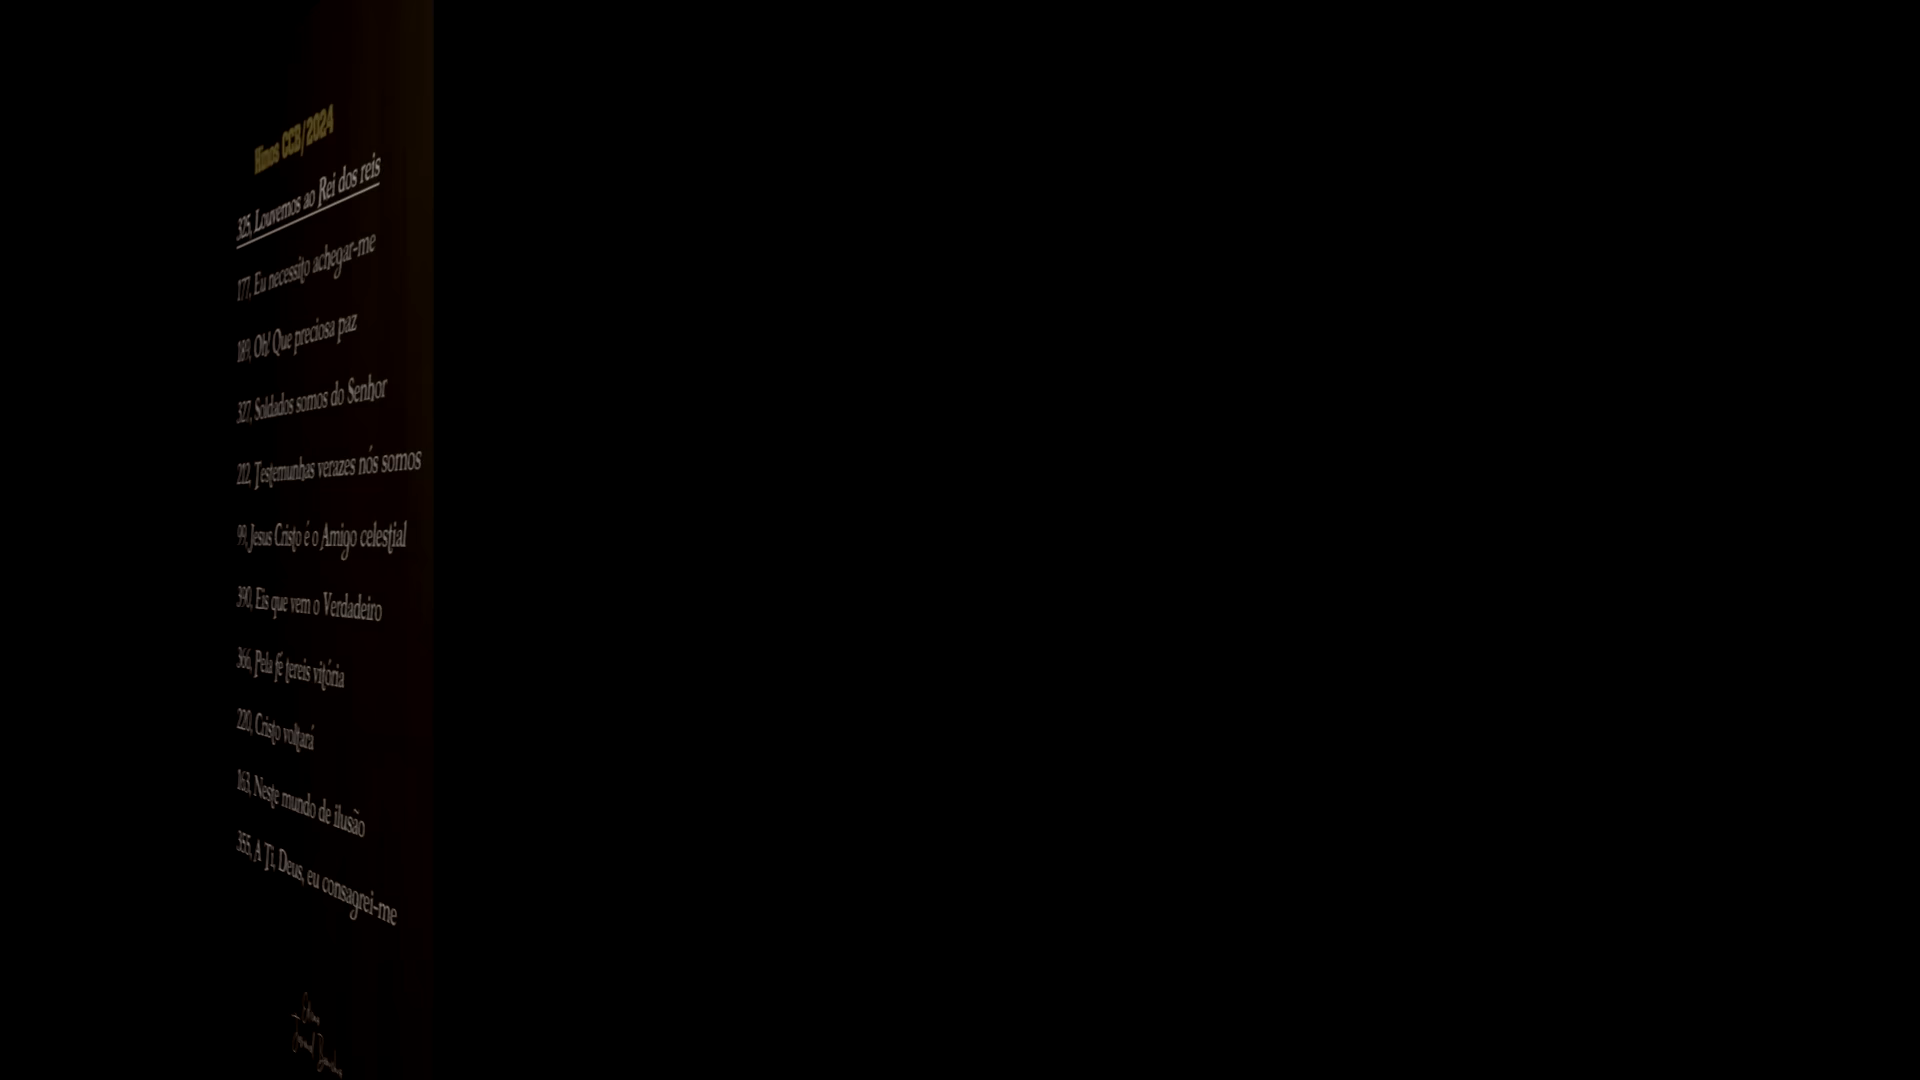 Hinos CCB/2024
325, Louvemos ao Rei dos reis
177, Eu necessito achegar-me
189, Oh! Que preciosa paz
327, Soldados somos do Senhor
212, Testemunhas verazes nós somos
99, Jesus Cristo é o Amigo celestial
390, Eis que vem o Verdadeiro
366, Pela fé tereis vitória
220, Cristo voltará
163, Neste mundo de ilusão
355, A Ti, Deus, eu consagrei-me